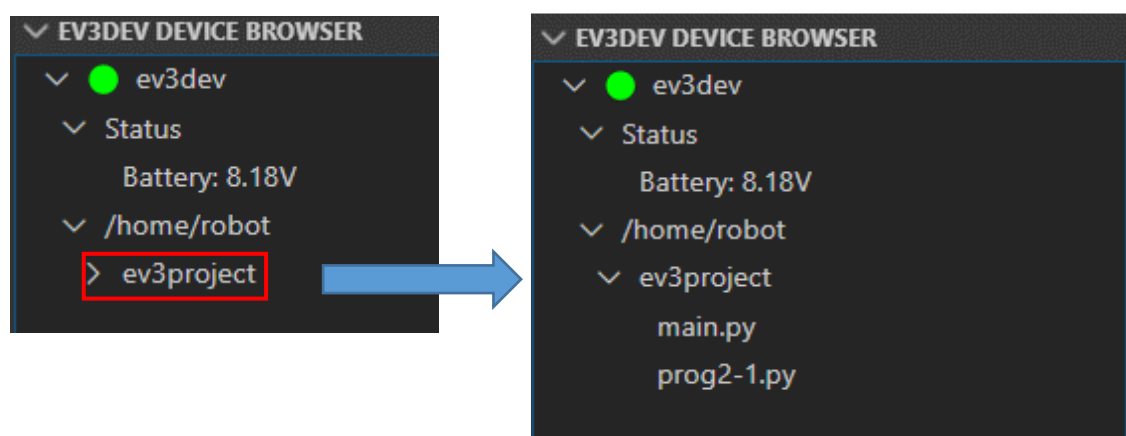 EV3DEV DEVICE BROWSER
ev3dev
Status
Battery: 8.18V
/home/robot
ev3project
EV3DEV DEVICE BROWSER
ev3dev
Status
Battery: 8.18V
/home/robot
ev3project
main.py
prog2-1.py